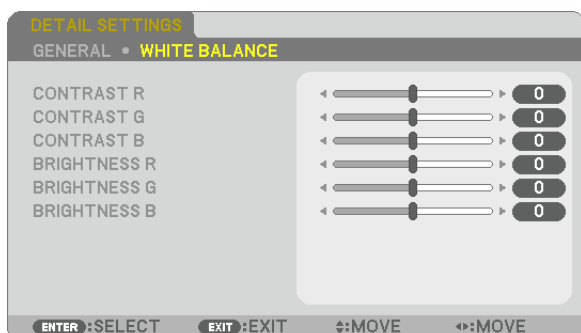 DETAIL SETTINGS
GENERAL • WHITE BALANCE
CONTRAST R 0
CONTRAST G 0
CONTRAST B 0
BRIGHTNESS R 0
BRIGHTNESS G 0
BRIGHTNESS B 0
ENTER:SELECT EXIT:EXIT :MOVE :MOVE